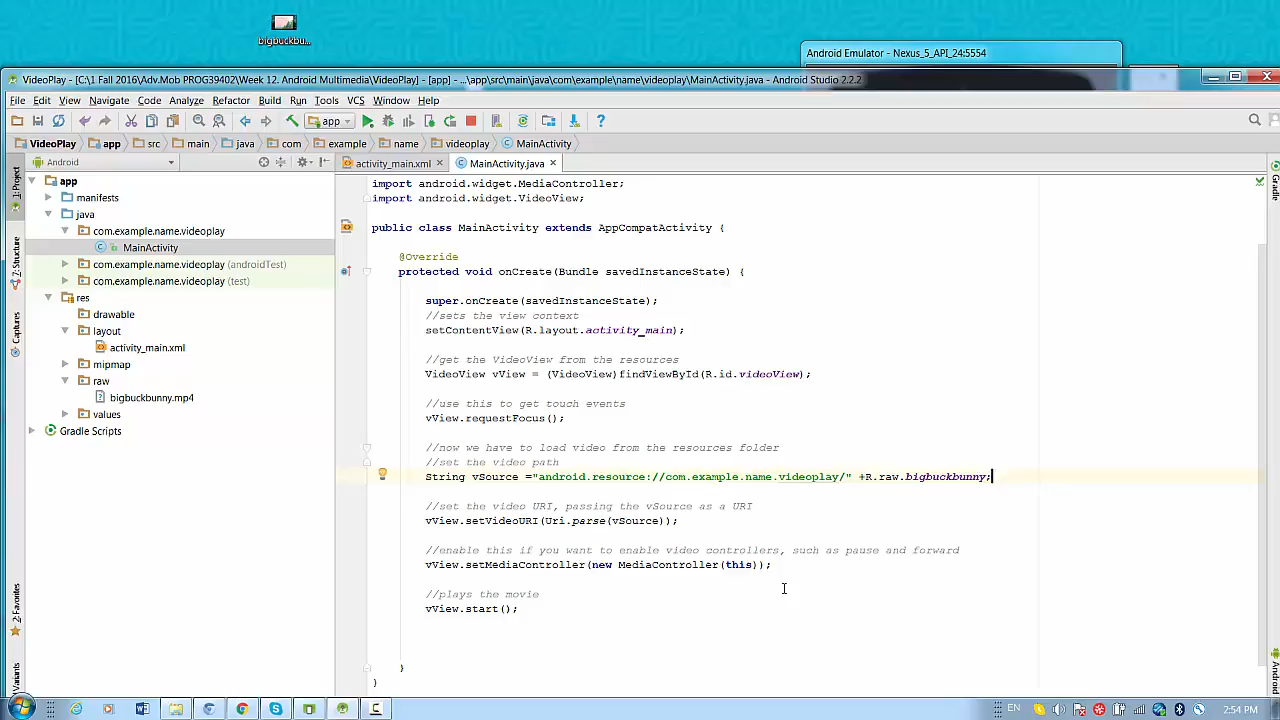 bigbuckbu...
Android Emulator - Nexus_5_API_24:5554
VideoPlay - [C:\1 Fall 2016\Adv.Mob PROG39402\Week 12. Android Multimedia\VideoPlay] - [app] - ...\app\src\main\java\com\example\name\videoplay\MainActivity.java - Android Studio 2.2.2
File Edit View Navigate Code Analyze Refactor Build Run Tools VCS Window Help
app
VideoPlay app src main java com example name videoplay MainActivity
Android
activity_main.xml
MainActivity.java
1: Project
Z: Structure
Captures
2: Favorites
Variants
Gradle
Android
app
manifests
java
com.example.name.videoplay
MainActivity
com.example.name.videoplay (androidTest)
com.example.name.videoplay (test)
res
drawable
layout
activity_main.xml
mipmap
raw
bigbuckbunny.mp4
values
Gradle Scripts
import android.widget.MediaController;
import android.widget.VideoView;
public class MainActivity extends AppCompatActivity {
@Override
protected void onCreate(Bundle savedInstanceState) {
super.onCreate(savedInstanceState);
//sets the view context
setContentView(R.layout.activity_main);
//get the VideoView from the resources
VideoView vView = (VideoView)findViewById(R.id.videoView);
//use this to get touch events
vView.requestFocus();
//now we have to load video from the resources folder
//set the video path
String vSource ="android.resource://com.example.name.videoplay/" +R.raw.bigbuckbunny;
//set the video URI, passing the vSource as a URI
vView.setVideoURI(Uri.parse(vSource));
//enable this if you want to enable video controllers, such as pause and forward
vView.setMediaController(new MediaController(this));
//plays the movie
vView.start();
}
}
EN
2:54 PM